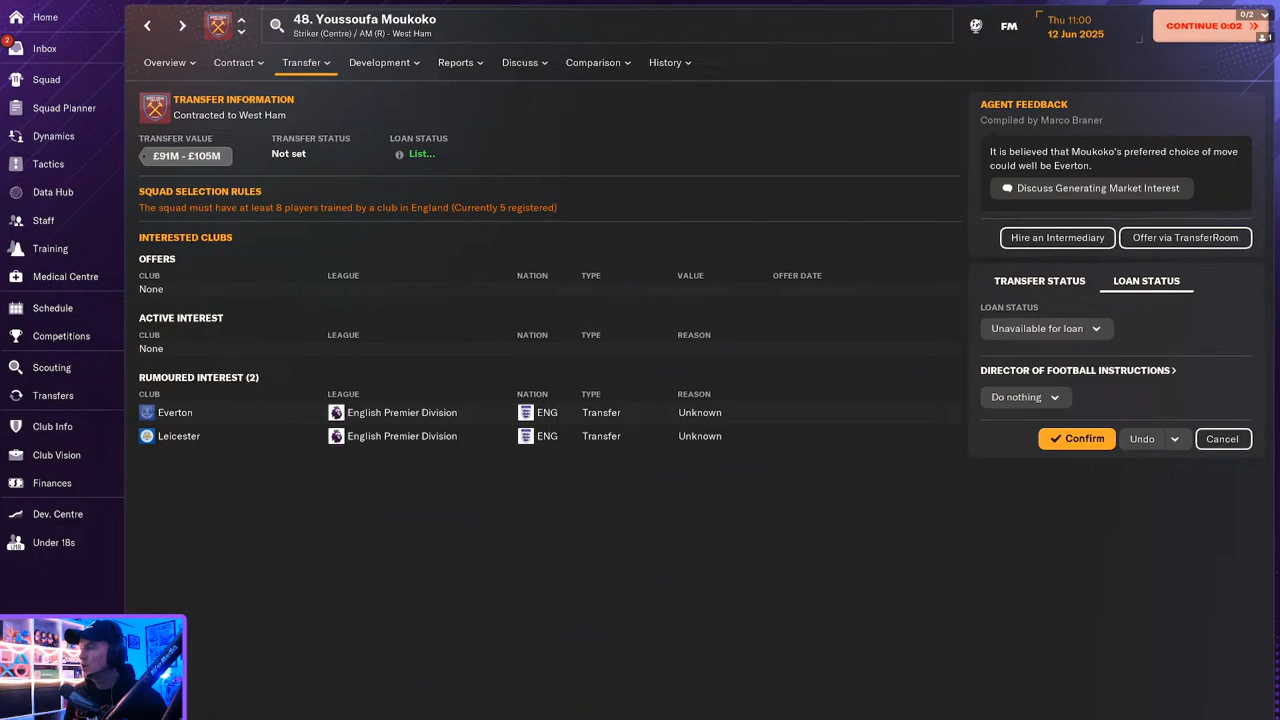 Home
2
Inbox
Squad
Squad Planner
Dynamics
Tactics
Data Hub
Staff
Training
Medical Centre
Schedule
Competitions
Scouting
Transfers
Club Info
Club Vision
Finances
Dev. Centre
Under 18s
48. Youssoufa Moukoko
Striker (Centre) / AM (R) - West Ham
FM
Thu 11:00
12 Jun 2025
0/2
CONTINUE 0:02
1
Overview
Contract
Transfer
Development
Reports
Discuss
Comparison
History
TRANSFER INFORMATION
Contracted to West Ham
TRANSFER VALUE
TRANSFER STATUS
LOAN STATUS
£91M - £105M
Not set
List...
SQUAD SELECTION RULES
The squad must have at least 8 players trained by a club in England (Currently 5 registered)
INTERESTED CLUBS
OFFERS
CLUB LEAGUE NATION TYPE VALUE OFFER DATE
None
ACTIVE INTEREST
CLUB LEAGUE NATION TYPE REASON
None
RUMOURED INTEREST (2)
CLUB LEAGUE NATION TYPE REASON
Everton English Premier Division ENG Transfer Unknown
Leicester English Premier Division ENG Transfer Unknown
AGENT FEEDBACK
Compiled by Marco Braner
It is believed that Moukoko's preferred choice of move
could well be Everton.
Discuss Generating Market Interest
Hire an Intermediary
Offer via TransferRoom
TRANSFER STATUS
LOAN STATUS
LOAN STATUS
Unavailable for loan
DIRECTOR OF FOOTBALL INSTRUCTIONS
Do nothing
Confirm
Undo
Cancel